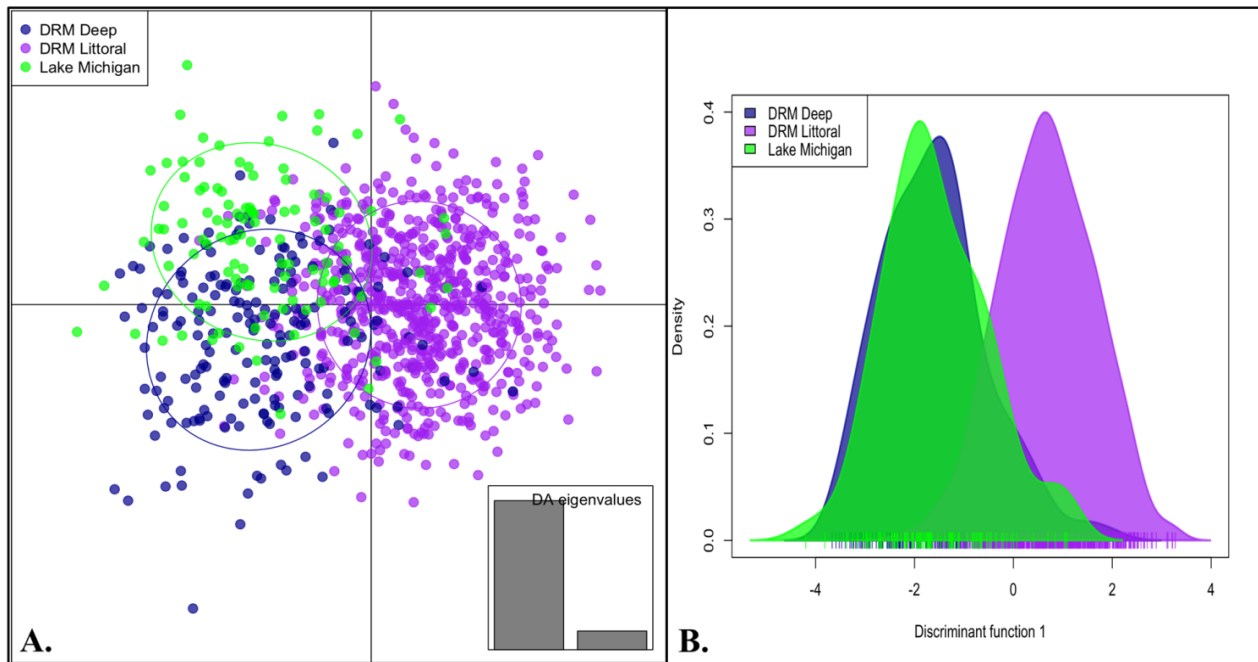 DRM Deep
DRM Littoral
Lake Michigan
DA eigenvalues
A.
DRM Deep
DRM Littoral
Lake Michigan
Density
0.4
0.3
0.2
0.1
0.0
-4 -2 0 2 4
Discriminant function 1
B.